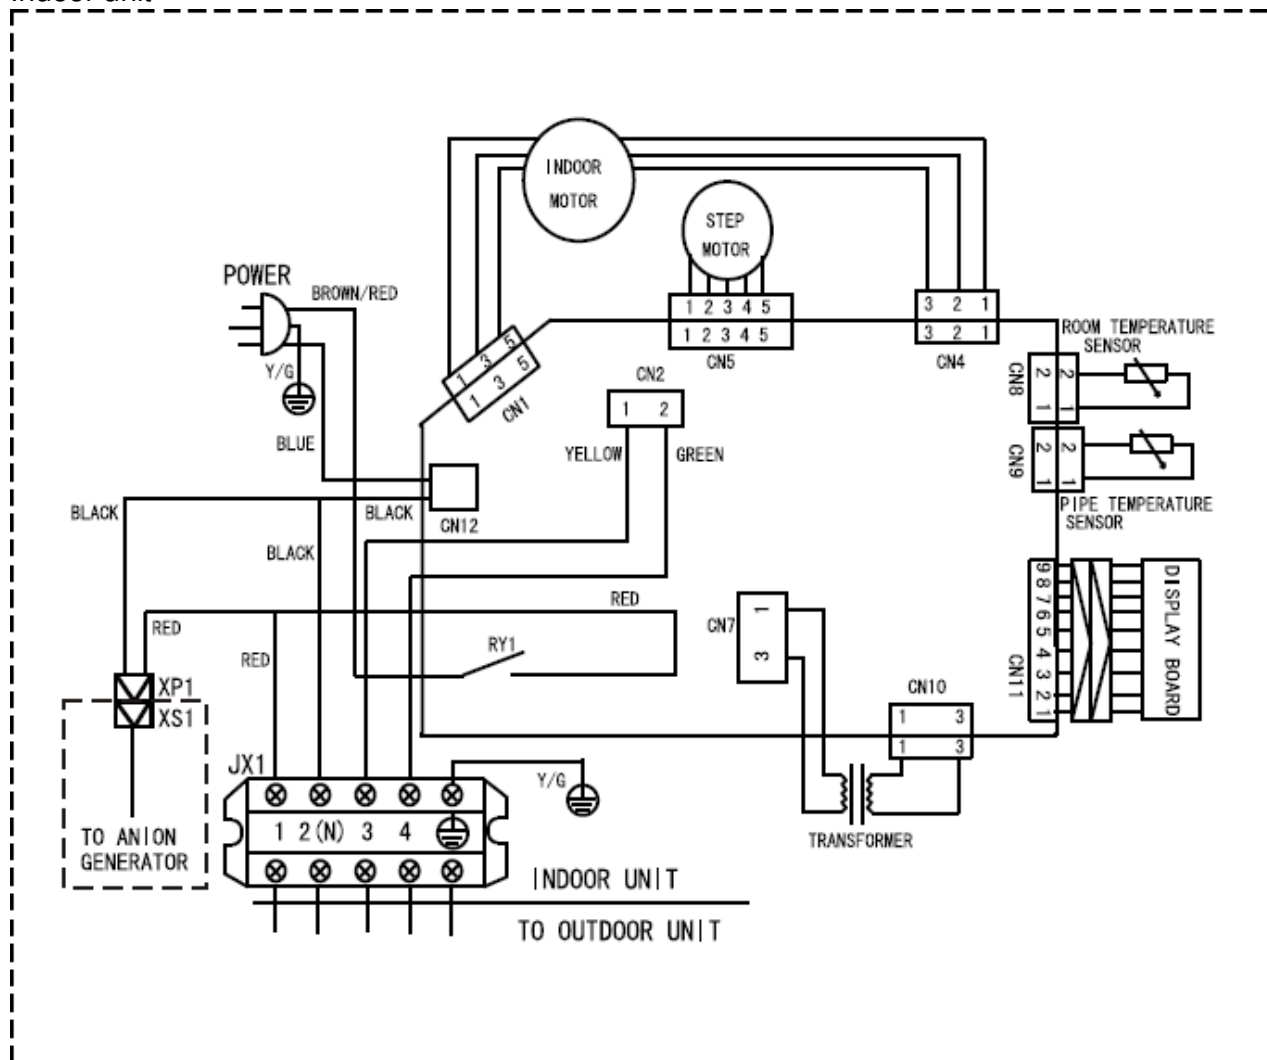 Indoor unit
INDOOR
MOTOR
STEP
MOTOR
POWER
BROWN/RED
Y/G
BLUE
1 3 5
1 3 5
CN1
1 2 3 4 5
1 2 3 4 5
CN5
3 2 1
3 2 1
CN4
ROOM TEMPERATURE
SENSOR
CN8
2 2
1 1
CN9
2 2
1 1
PIPE TEMPERATURE
SENSOR
CN2
1 2
YELLOW
GREEN
BLACK
BLACK
CN12
BLACK
RED
RED
RED
RY1
CN7
1
3
CN10
1 3
1 3
CN11
9 8 7 6 5 4 3 2 1
DISPLAY BOARD
XP1
XS1
TO ANION
GENERATOR
JX1
Y/G
1 2(N) 3 4
TRANSFORMER
INDOOR UNIT
TO OUTDOOR UNIT